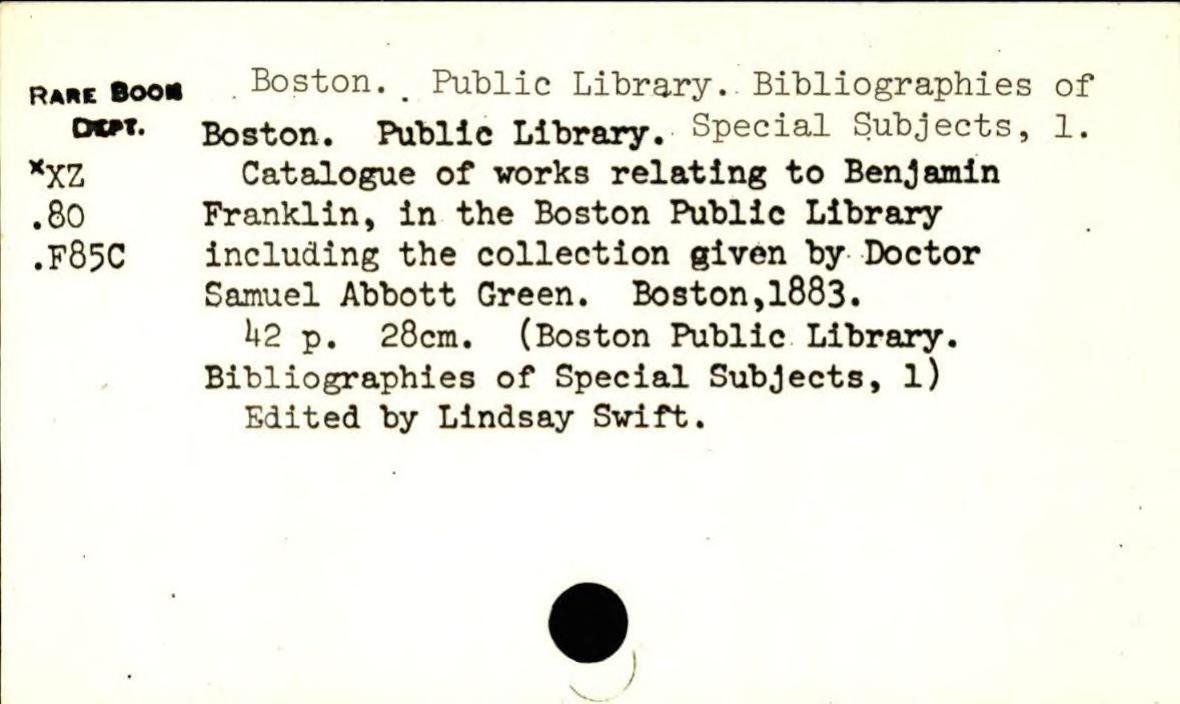 RARE BOOK
DEPT.
*XZ
.80
.F85C
Boston. Public Library. Bibliographies of
Special Subjects, 1.
Boston. Public Library.
Catalogue of works relating to Benjamin
Franklin, in the Boston Public Library
including the collection given by Doctor
Samuel Abbott Green. Boston,1883.
42 p. 28cm. (Boston Public Library.
Bibliographies of Special Subjects, 1)
Edited by Lindsay Swift.